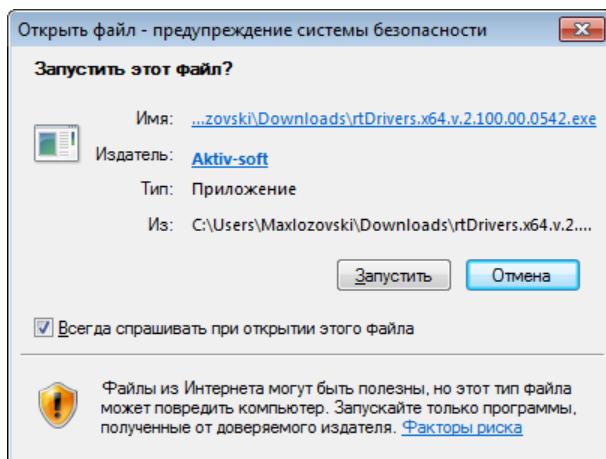 Открыть файл - предупреждение системы безопасности
Запустить этот файл?
Имя: ...zovski\Downloads\rtDrivers.x64.v.2.100.00.0542.exe
Издатель: Aktiv-soft
Тип: Приложение
Из: C:\Users\Maxlozovski\Downloads\rtDrivers.x64.v.2....
Запустить Отмена
Всегда спрашивать при открытии этого файла
Файлы из Интернета могут быть полезны, но этот тип файла
может повредить компьютер. Запускайте только программы,
полученные от доверяемого издателя. Факторы риска